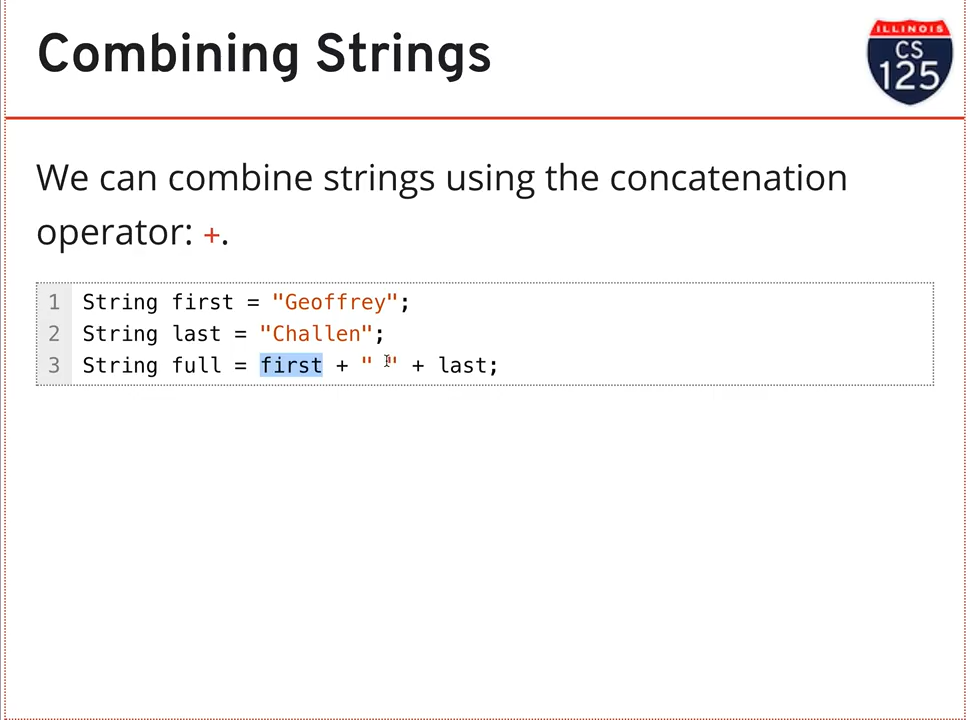 Combining Strings
ILLINOIS
CS
125
We can combine strings using the concatenation
operator: +.
1 String first = "Geoffrey";
2 String last = "Challen";
3 String full = first + " " + last;